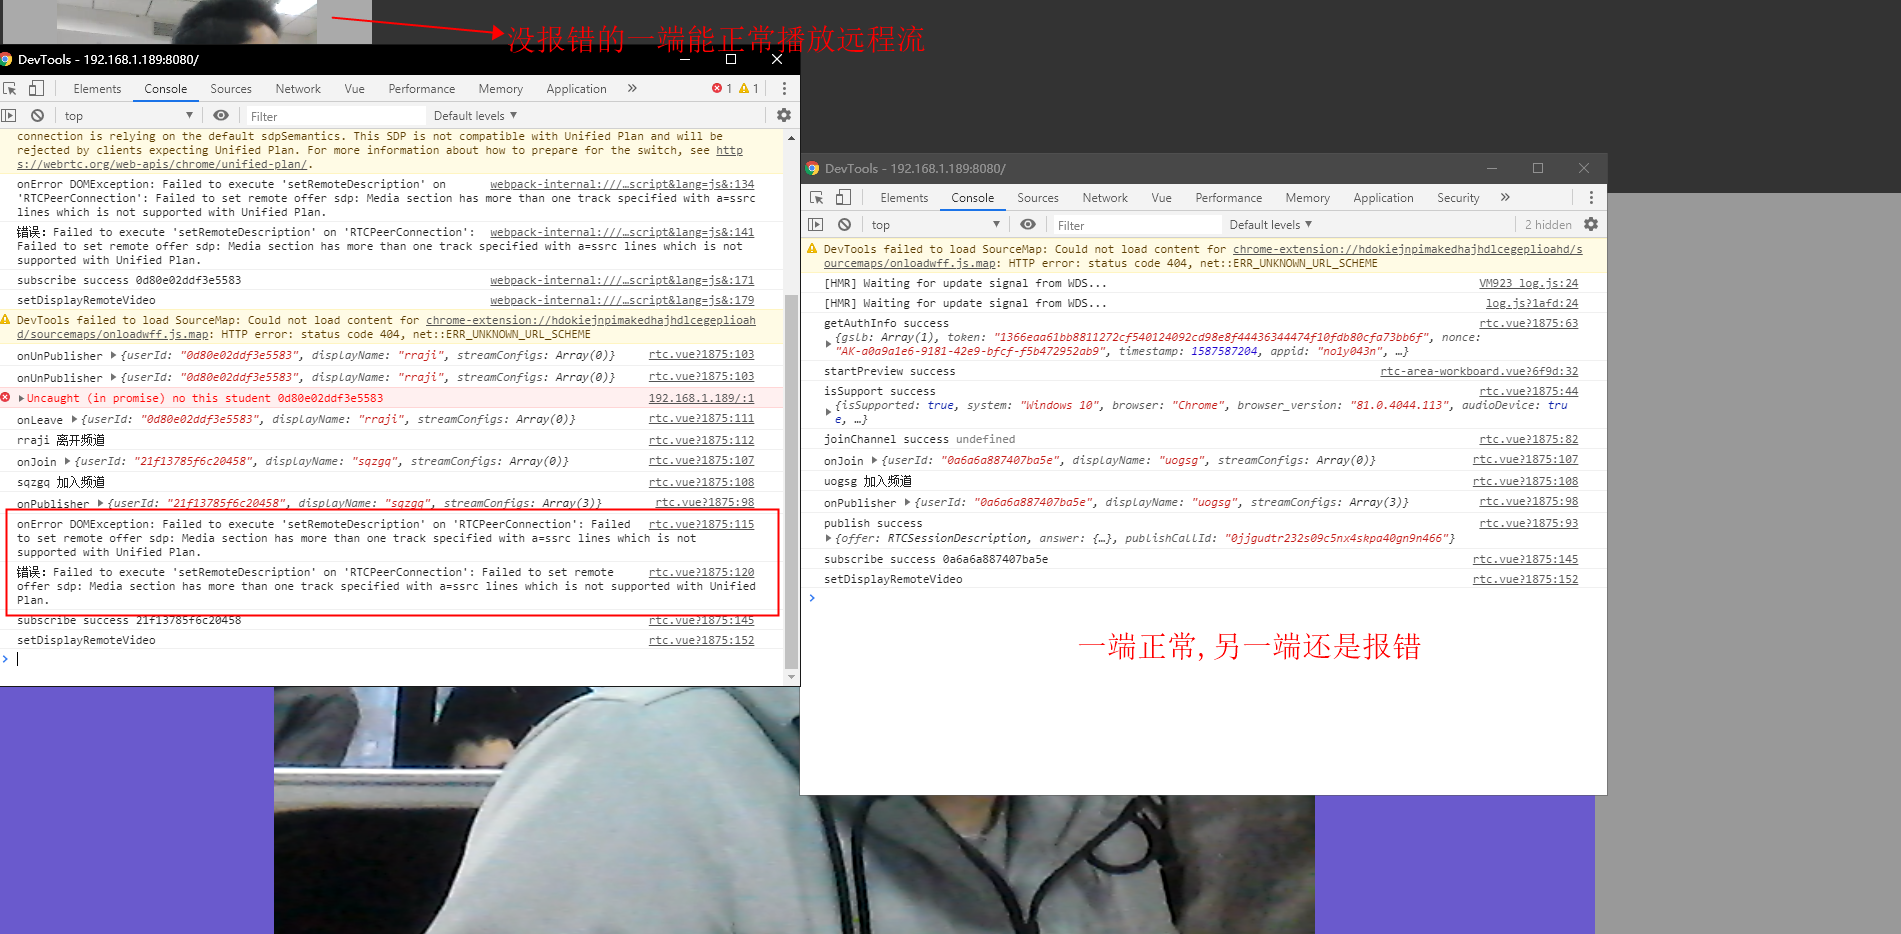 没报错的一端能正常播放远程流
DevTools - 192.168.1.189:8080/
Elements Console Sources Network Vue Performance Memory Application » 1 1
top Filter Default levels
connection is relying on the default sdpSemantics. This SDP is not compatible with Unified Plan and will be
rejected by clients expecting Unified Plan. For more information about how to prepare for the switch, see http
s://webrtc.org/web-apis/chrome/unified-plan/.
onError DOMException: Failed to execute 'setRemoteDescription' on webpack-internal:///…script&lang=js&:134
'RTCPeerConnection': Failed to set remote offer sdp: Media section has more than one track specified with a=ssrc
lines which is not supported with Unified Plan.
错误: Failed to execute 'setRemoteDescription' on 'RTCPeerConnection': webpack-internal:///…script&lang=js&:141
Failed to set remote offer sdp: Media section has more than one track specified with a=ssrc lines which is not
supported with Unified Plan.
subscribe success 0d80e02ddf3e5583 webpack-internal:///…script&lang=js&:171
setDisplayRemoteVideo webpack-internal:///…script&lang=js&:179
DevTools failed to load SourceMap: Could not load content for chrome-extension://hdokiejnpimakedhajhdlcegeplioah
d/sourcemaps/onloadwff.js.map: HTTP error: status code 404, net::ERR_UNKNOWN_URL_SCHEME
onUnPublisher {userId: "0d80e02ddf3e5583", displayName: "rraji", streamConfigs: Array(0)} rtc.vue?1875:103
onUnPublisher {userId: "0d80e02ddf3e5583", displayName: "rraji", streamConfigs: Array(0)} rtc.vue?1875:103
Uncaught (in promise) no this student 0d80e02ddf3e5583 192.168.1.189/:1
onLeave {userId: "0d80e02ddf3e5583", displayName: "rraji", streamConfigs: Array(0)} rtc.vue?1875:111
rraji 离开频道 rtc.vue?1875:112
onJoin {userId: "21f13785f6c20458", displayName: "sqzgq", streamConfigs: Array(0)} rtc.vue?1875:107
sqzgq 加入频道 rtc.vue?1875:108
onPublisher {userId: "21f13785f6c20458", displayName: "sqzgq", streamConfigs: Array(3)} rtc.vue?1875:98
onError DOMException: Failed to execute 'setRemoteDescription' on 'RTCPeerConnection': Failed rtc.vue?1875:115
to set remote offer sdp: Media section has more than one track specified with a=ssrc lines which is not
supported with Unified Plan.
错误: Failed to execute 'setRemoteDescription' on 'RTCPeerConnection': Failed to set remote rtc.vue?1875:120
offer sdp: Media section has more than one track specified with a=ssrc lines which is not supported with Unified
Plan.
subscribe success 21f13785f6c20458 rtc.vue?1875:145
setDisplayRemoteVideo rtc.vue?1875:152
DevTools - 192.168.1.189:8080/
Elements Console Sources Network Vue Performance Memory Application Security »
top Filter Default levels 2 hidden
DevTools failed to load SourceMap: Could not load content for chrome-extension://hdokiejnpimakedhajhdlcegeplioahd/s
ourcemaps/onloadwff.js.map: HTTP error: status code 404, net::ERR_UNKNOWN_URL_SCHEME
[HMR] Waiting for update signal from WDS... VM923 log.js:24
[HMR] Waiting for update signal from WDS... log.js?1afd:24
getAuthInfo success rtc.vue?1875:63
{gslb: Array(1), token: "1366eaa61bb8811272cf540124092cd98e8f44436344474f10fdb80cfa73bb6f", nonce:
"AK-a0a9a1e6-9181-42e9-bfcf-f5b472952ab9", timestamp: 1587587204, appid: "no1y043n", …}
startPreview success rtc-area-workboard.vue?6f9d:32
isSupport success rtc.vue?1875:44
{isSupported: true, system: "Windows 10", browser: "Chrome", browser_version: "81.0.4044.113", audioDevice: tru
e, …}
joinChannel success undefined rtc.vue?1875:82
onJoin {userId: "0a6a6a887407ba5e", displayName: "uogsg", streamConfigs: Array(0)} rtc.vue?1875:107
uogsg 加入频道 rtc.vue?1875:108
onPublisher {userId: "0a6a6a887407ba5e", displayName: "uogsg", streamConfigs: Array(3)} rtc.vue?1875:98
publish success rtc.vue?1875:93
{offer: RTCSessionDescription, answer: {…}, publishCallId: "0jjgudtr232s09c5nx4skpa40gn9n466"}
subscribe success 0a6a6a887407ba5e rtc.vue?1875:145
setDisplayRemoteVideo rtc.vue?1875:152
一端正常,另一端还是报错